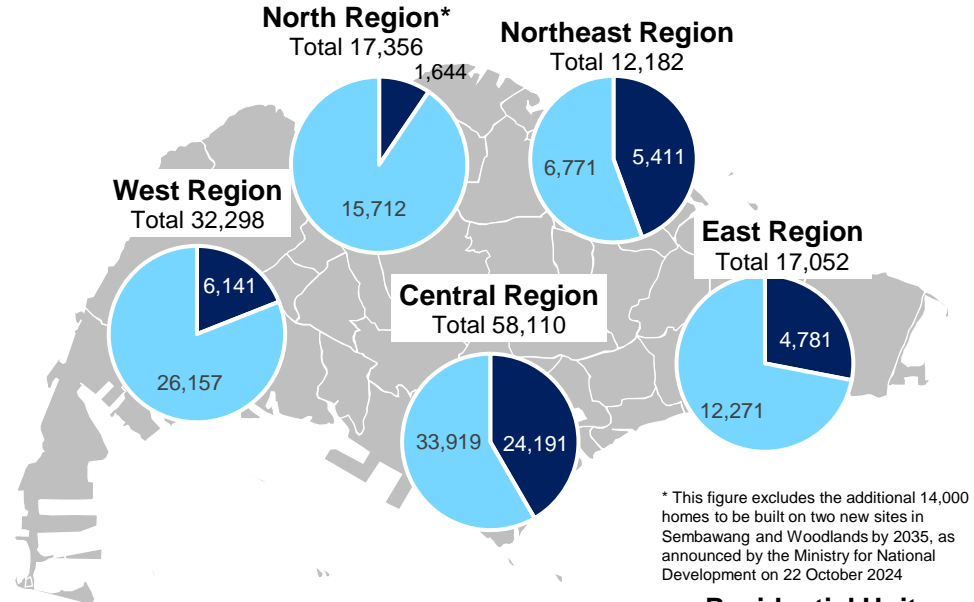 North Region*
Total 17,356
1,644
15,712
Northeast Region
Total 12,182
6,771
5,411
West Region
Total 32,298
6,141
26,157
East Region
Total 17,052
4,781
12,271
Central Region
Total 58,110
33,919
24,191
* This figure excludes the additional 14,000
homes to be built on two new sites in
Sembawang and Woodlands by 2035, as
announced by the Ministry for National
Development on 22 October 2024